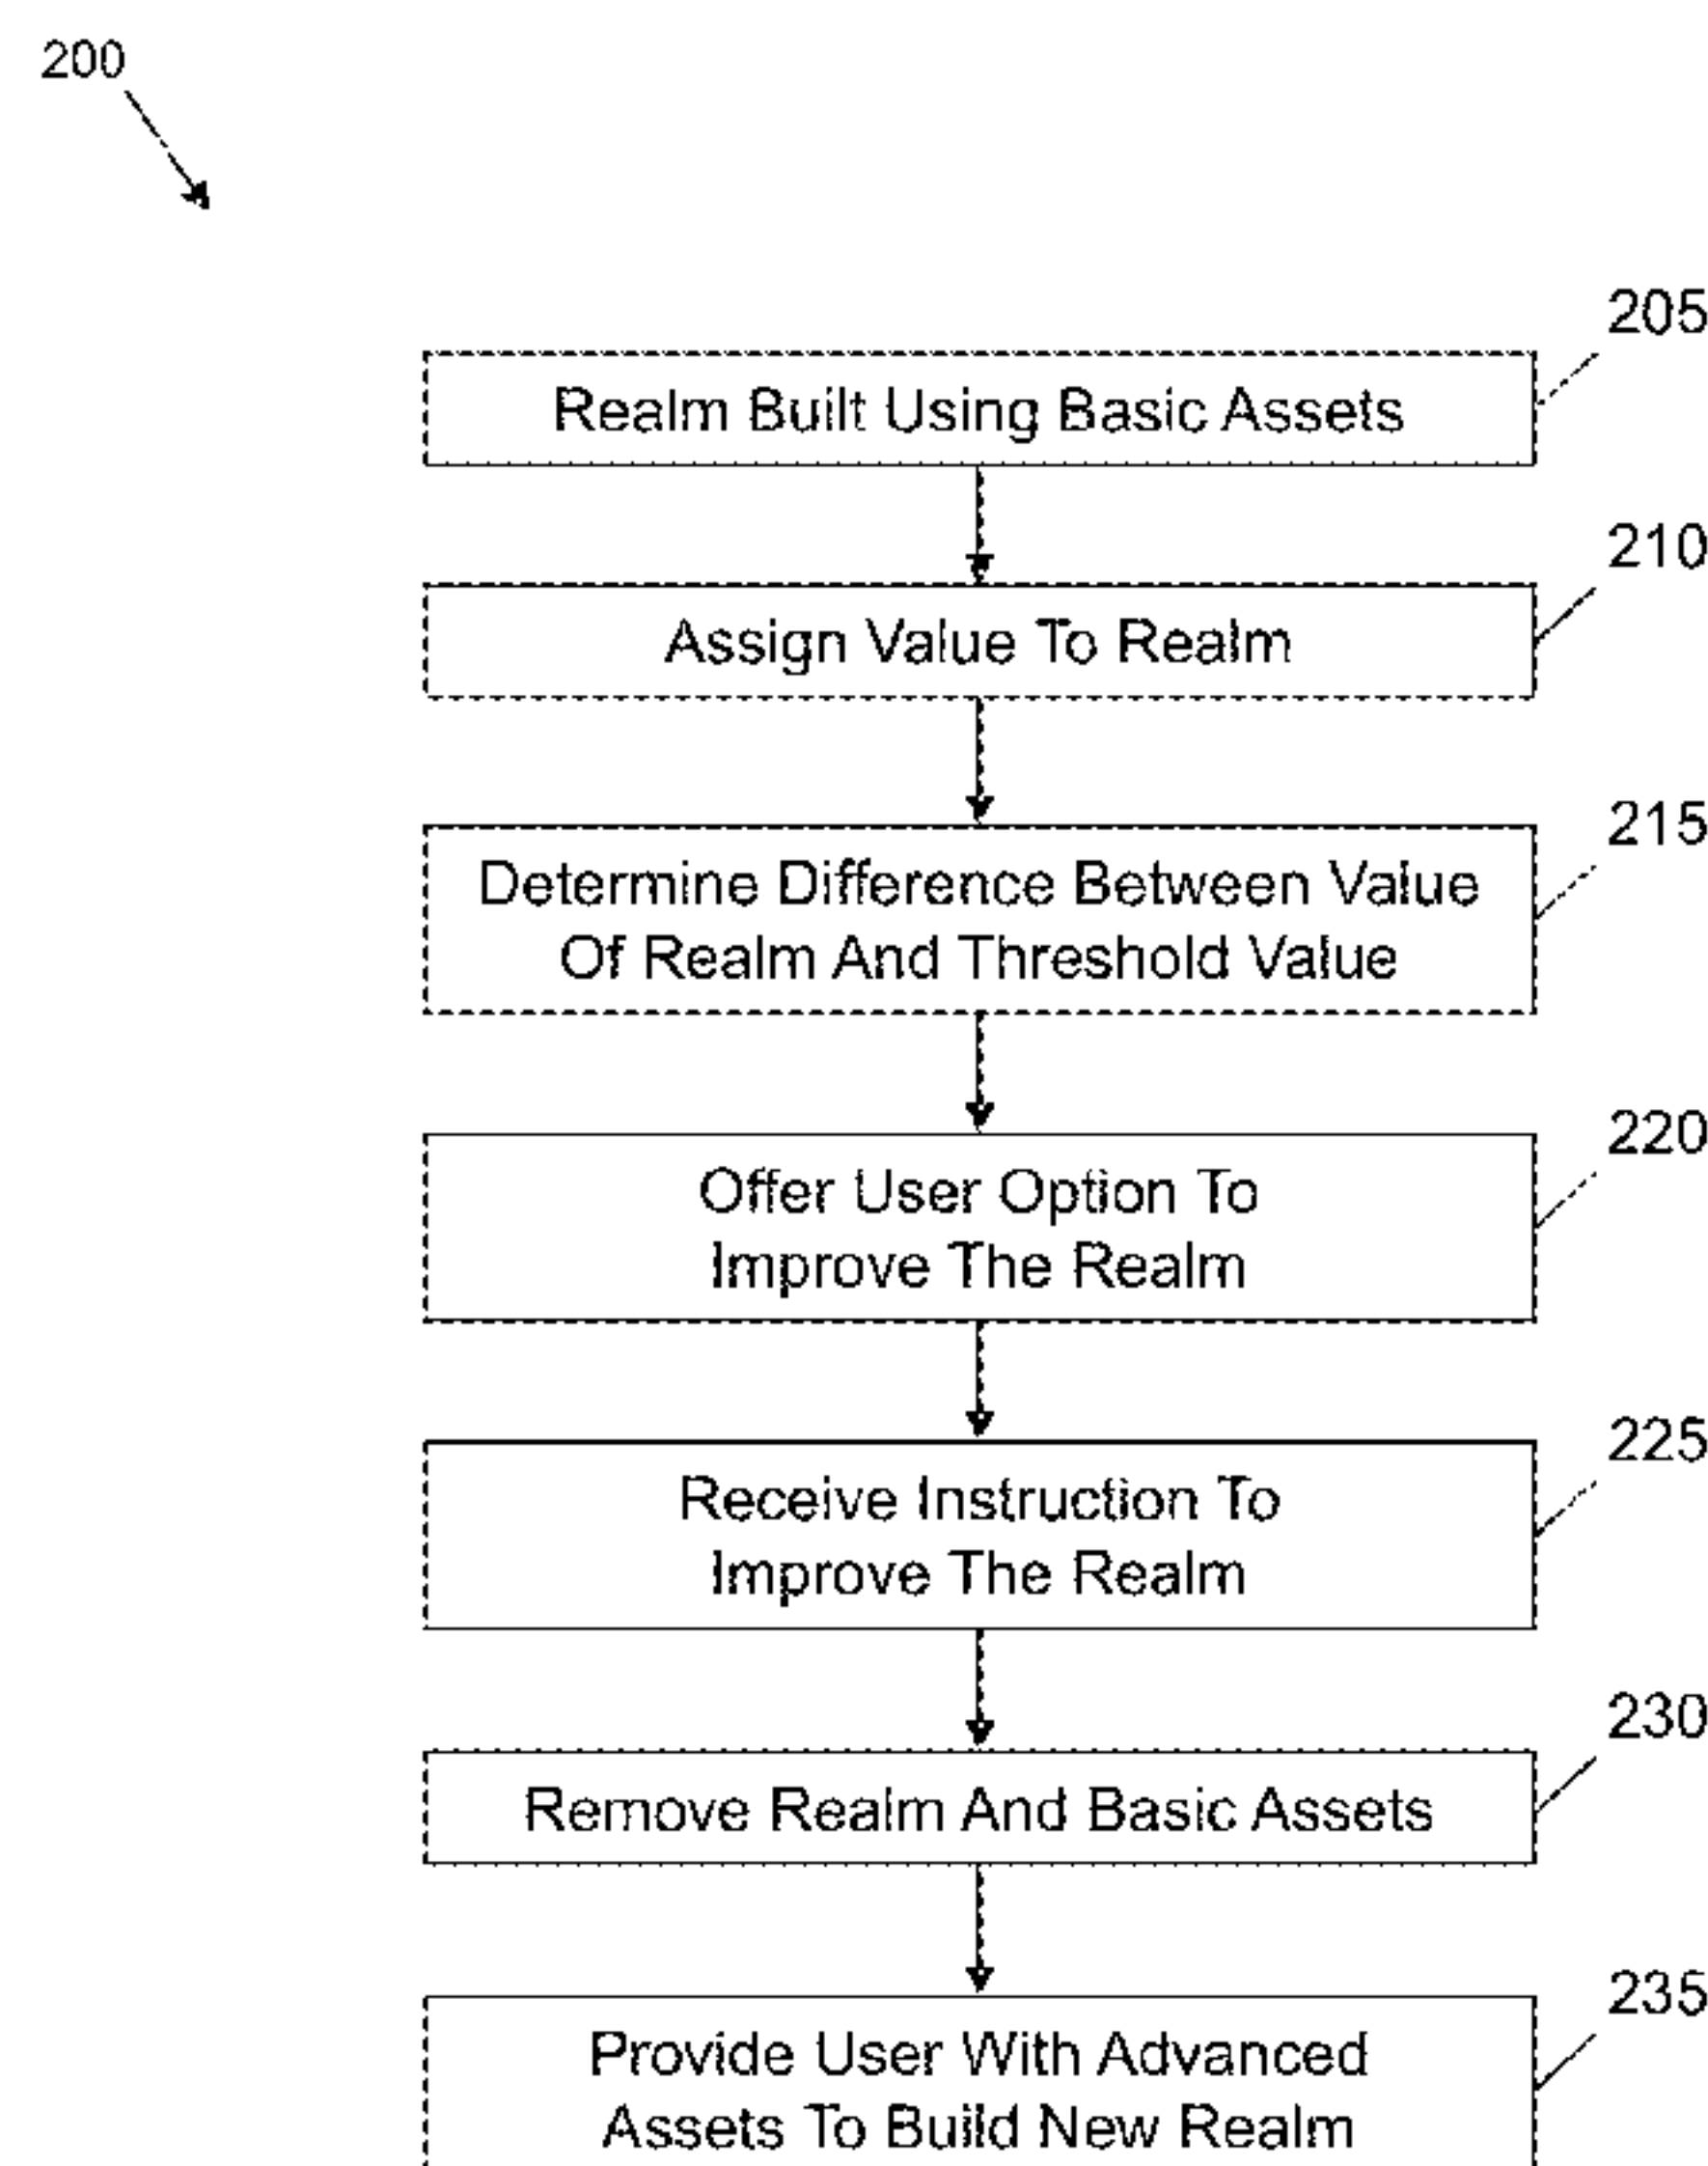 200
205
Realm Built Using Basic Assets
210
Assign Value To Realm
215
Determine Difference Between Value
Of Realm And Threshold Value
220
Offer User Option To
Improve The Realm
225
Receive Instruction To
Improve The Realm
230
Remove Realm And Basic Assets
235
Provide User With Advanced
Assets To Build New Realm